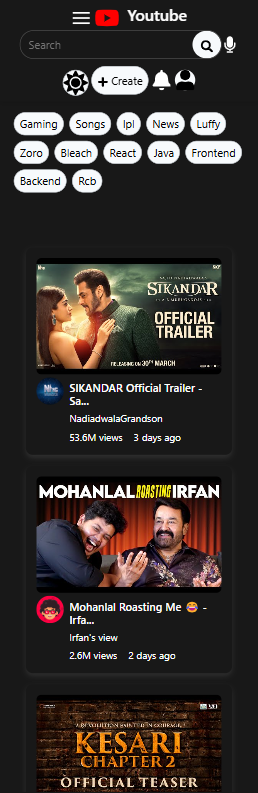 Youtube
Search
+ Create
Gaming Songs Ipl News Luffy
Zoro Bleach React Java Frontend
Backend Rcb
SIKANDAR
OFFICIAL
TRAILER
RELEASING ON 30TH MARCH
SIKANDAR Official Trailer -
Sa...
NadiadwalaGrandson
53.6M views 3 days ago
MOHANLAL ROASTING IRFAN
Mohanlal Roasting Me 😂 -
Irfa...
Irfan's view
2.6M views 2 days ago
KESARI
CHAPTER 2
OFFICIAL TEASER